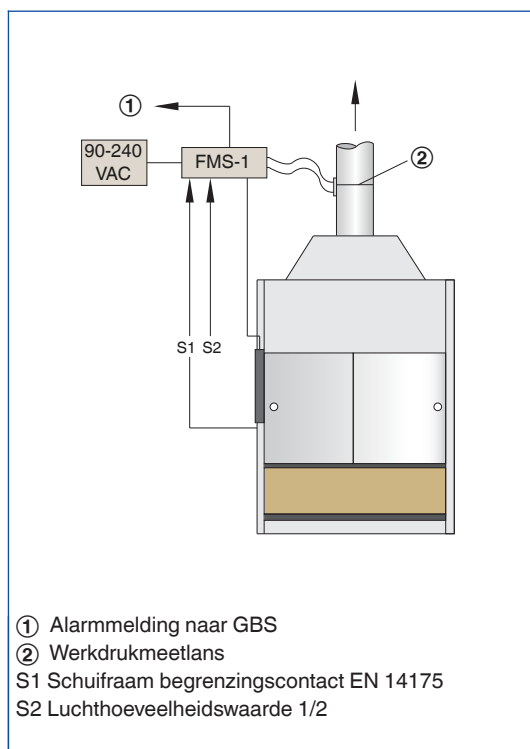 ①
90-240
VAC
FMS-1
②
S1 S2
① Alarmmelding naar GBS
② Werkdrukmeetlans
S1 Schuifraam begrenzingscontact EN 14175
S2 Luchthoeveelheidswaarde 1/2